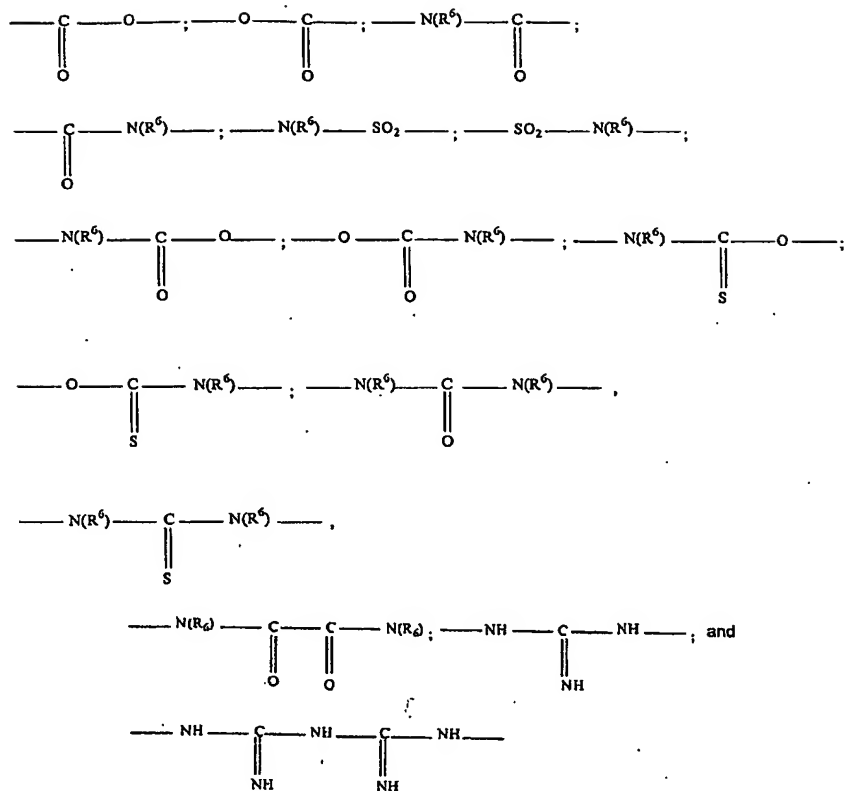 —C—O—; —O—C—; —N(R⁶)—C—;
O O O
—C—N(R⁶)—; —N(R⁶)—SO₂—; —SO₂—N(R⁶)—;
O
—N(R⁶)—C—O—; —O—C—N(R⁶)—; —N(R⁶)—C—O—;
O O S
—O—C—N(R⁶)—; —N(R⁶)—C—N(R⁶)—,
S O
—N(R⁶)—C—N(R⁶)—,
S
—N(R₆)—C—C—N(R₆); —NH—C—NH—; and
O O NH
—NH—C—NH—C—NH—
NH NH